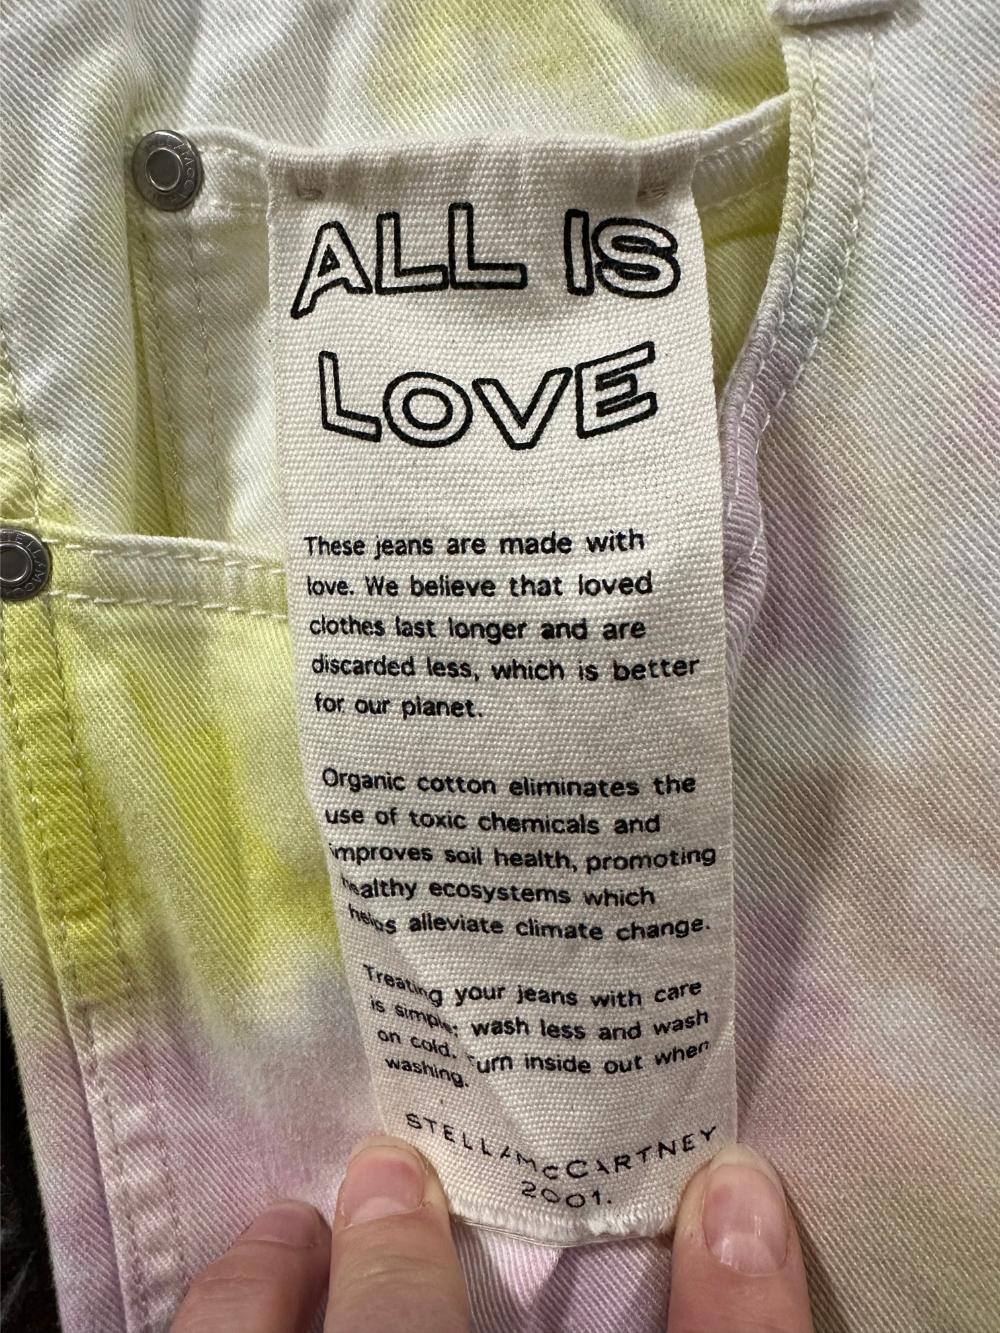 ALL IS
LOVE
These jeans are made with
love. We believe that loved
clothes last longer and are
discarded less, which is better
for our planet.
Organic cotton eliminates the
use of toxic chemicals and
improves soil health, promoting
healthy ecosystems which
helps alleviate climate change.
Treating your jeans with care
is simple: wash less and wash
on cold. Turn inside out when
washing.
STELLA McCARTNEY
2001.